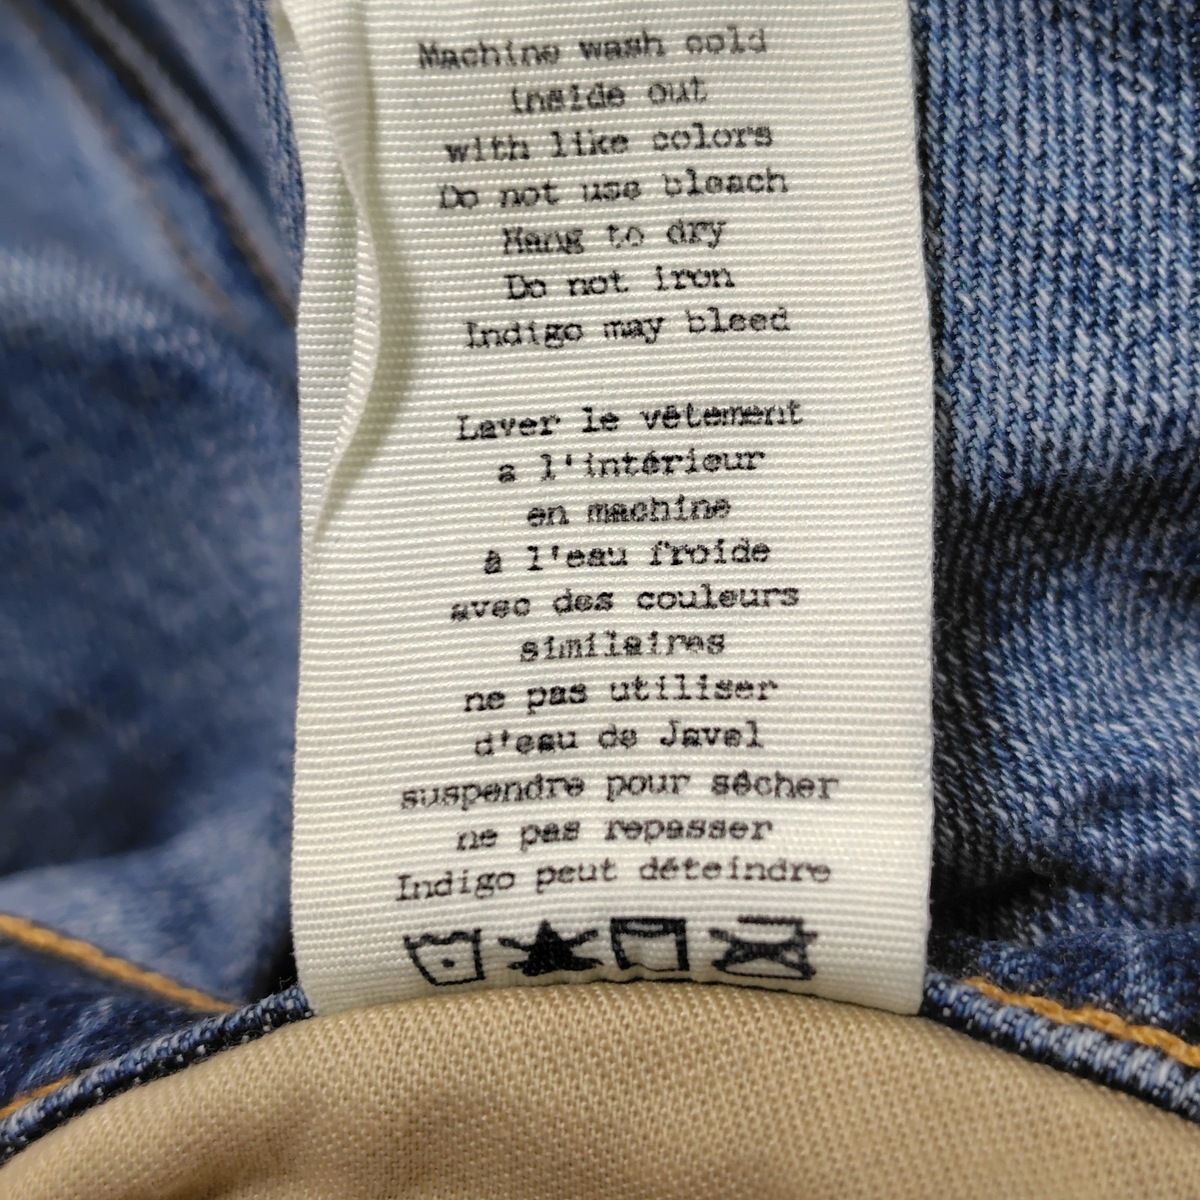 Machine wash cold
inside out
with like colors
Do not use bleach
Hang to dry
Do not iron
Indigo may bleed
Laver le vêtement
a l'intérieur
en machine
à l'eau froide
avec des couleurs
similaires
ne pas utiliser
d'eau de Javel
suspendre pour sécher
ne pas repasser
Indigo peut déteindre